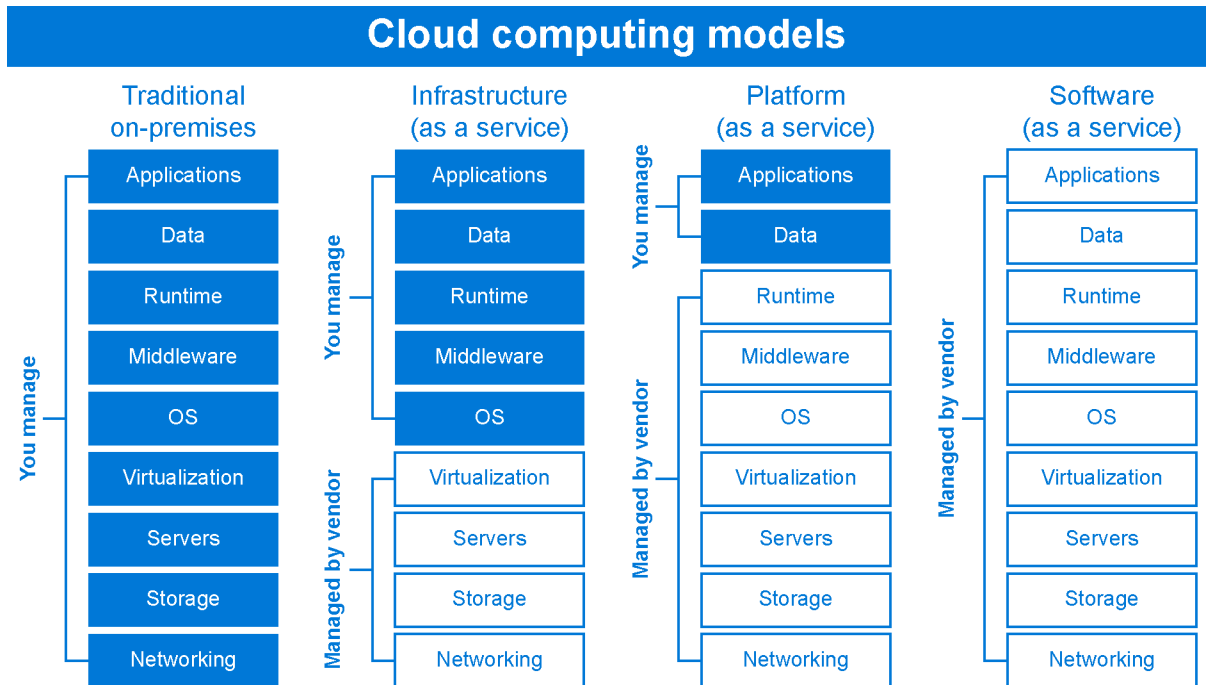 Cloud computing models
Traditional
on-premises
You manage
Applications
Data
Runtime
Middleware
OS
Virtualization
Servers
Storage
Networking
Infrastructure
(as a service)
You manage
Applications
Data
Runtime
Middleware
OS
Managed by vendor
Virtualization
Servers
Storage
Networking
Platform
(as a service)
You manage
Applications
Data
Managed by vendor
Runtime
Middleware
OS
Virtualization
Servers
Storage
Networking
Software
(as a service)
Managed by vendor
Applications
Data
Runtime
Middleware
OS
Virtualization
Servers
Storage
Networking